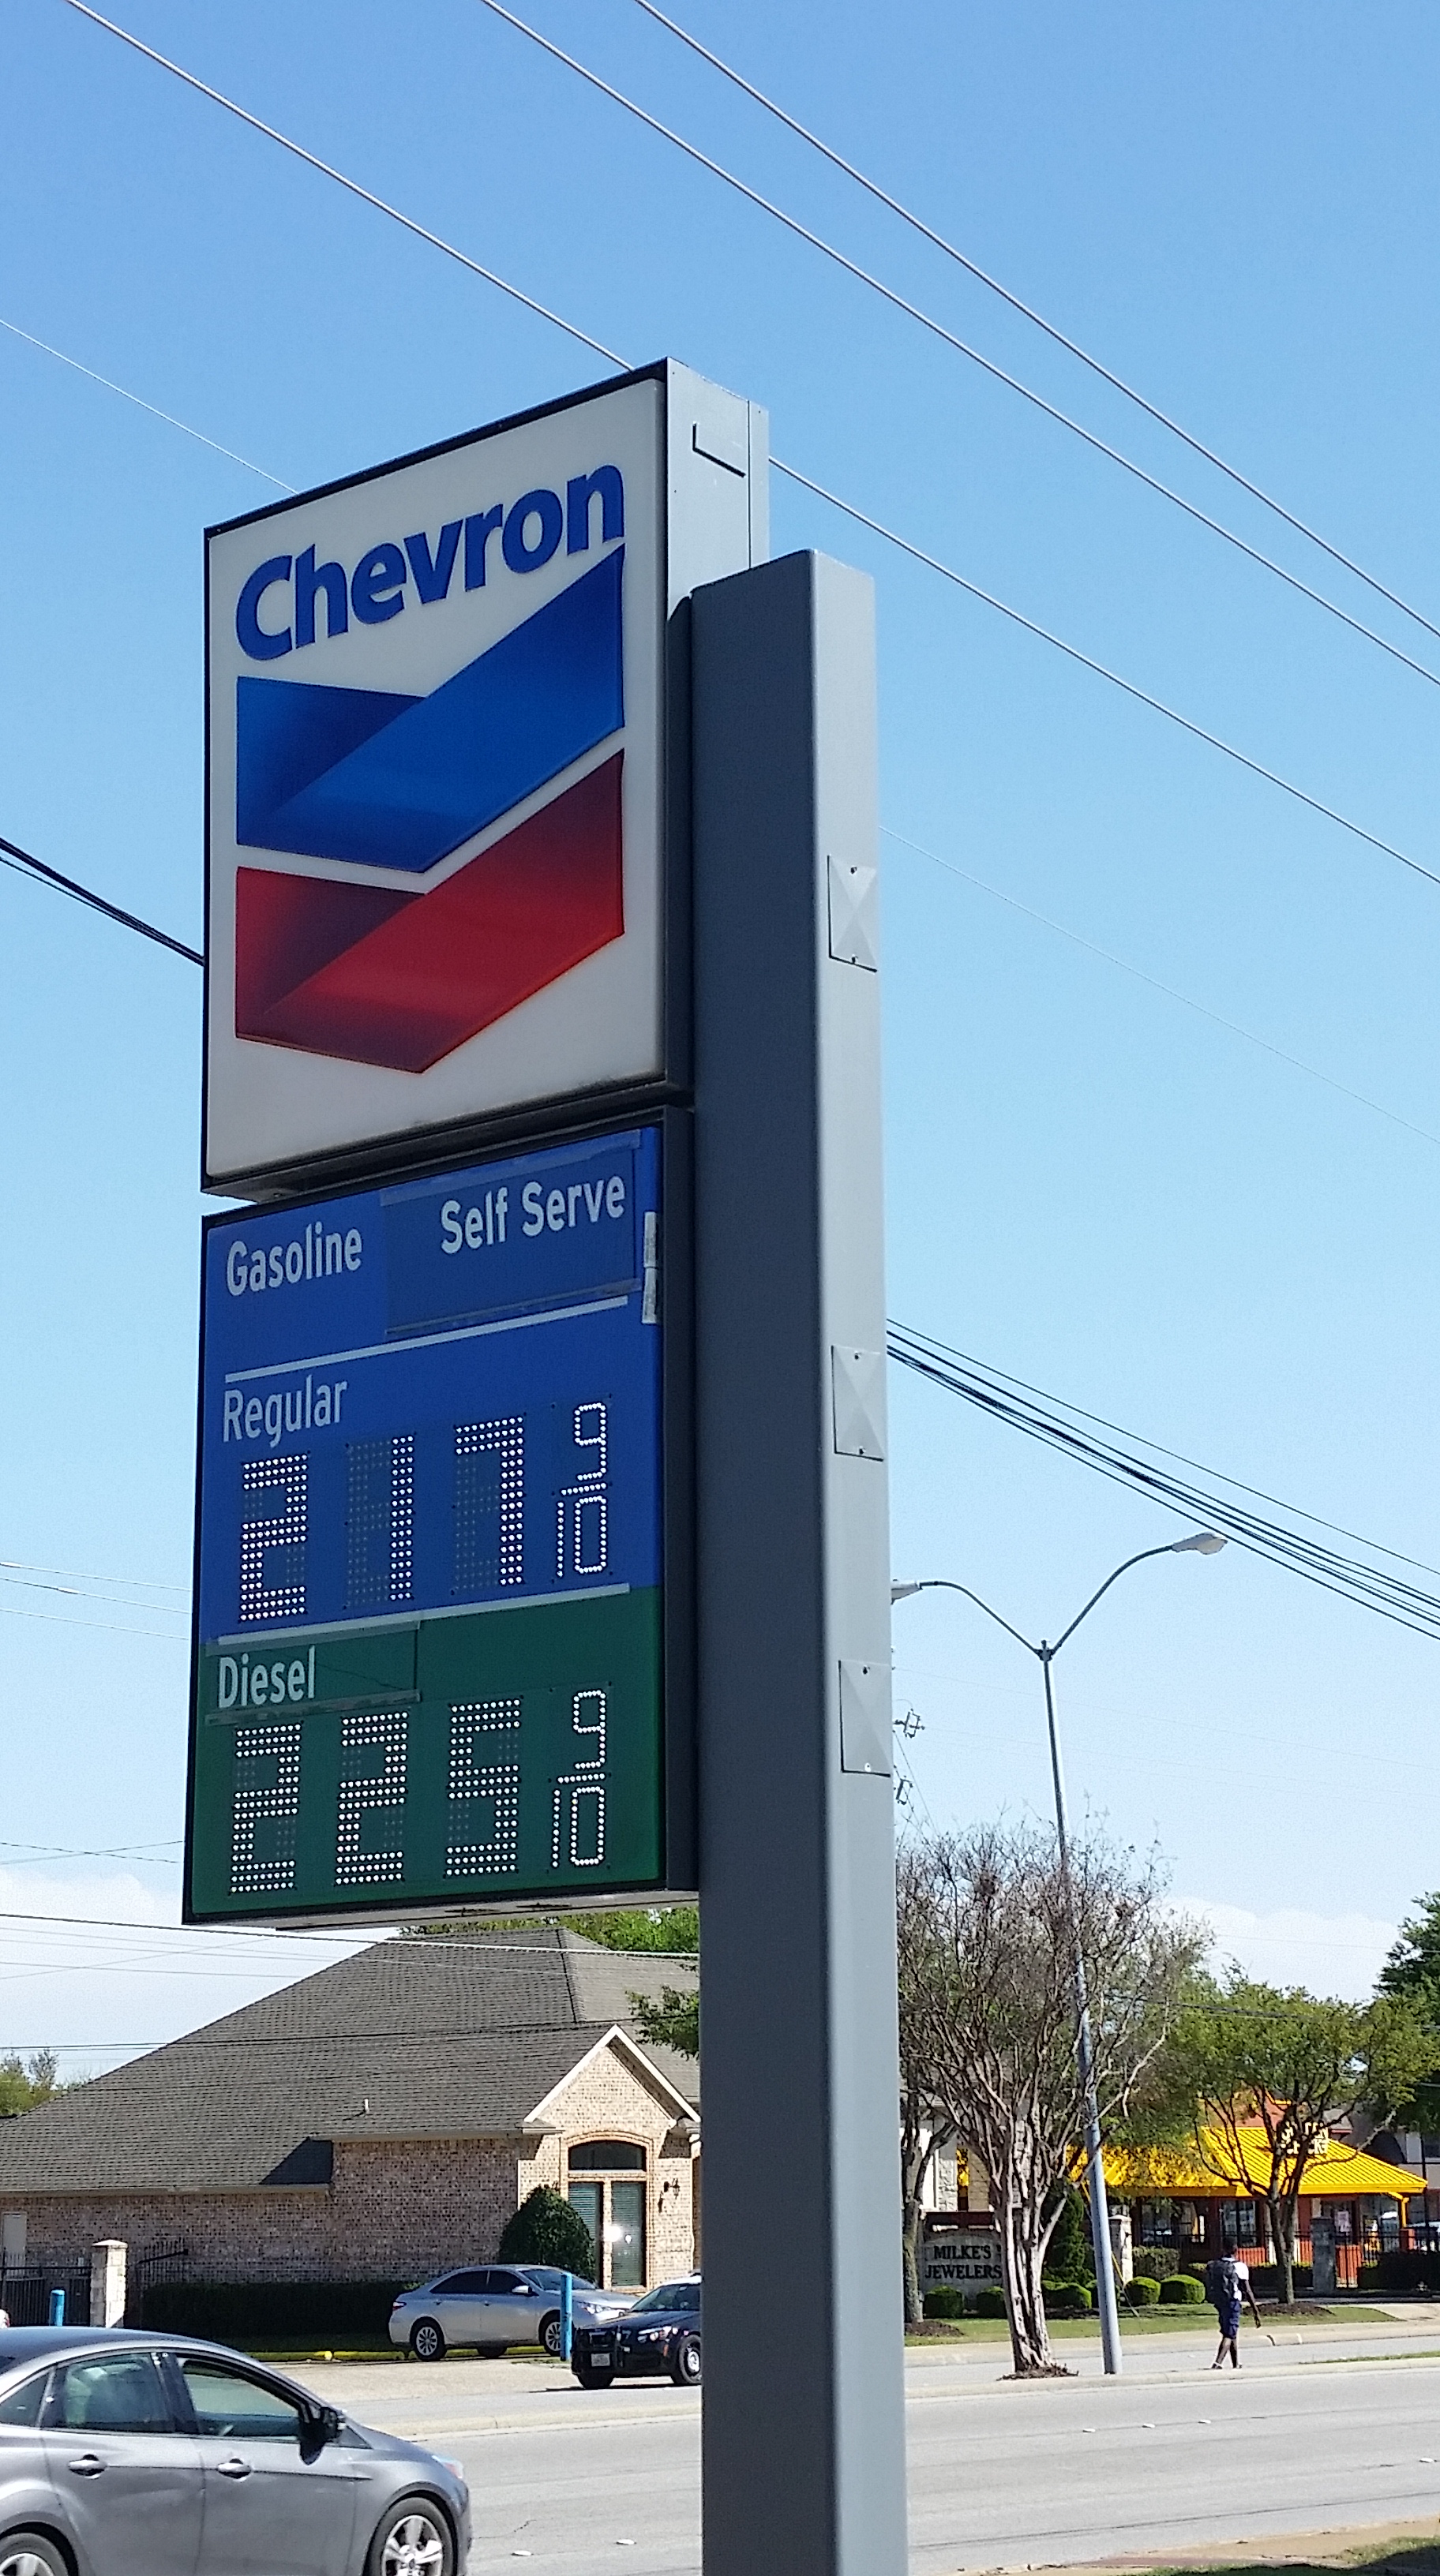 Chevron
Gasoline Self Serve
Regular
217 9/10
Diesel
225 9/10
MILKE'S
JEWELERS